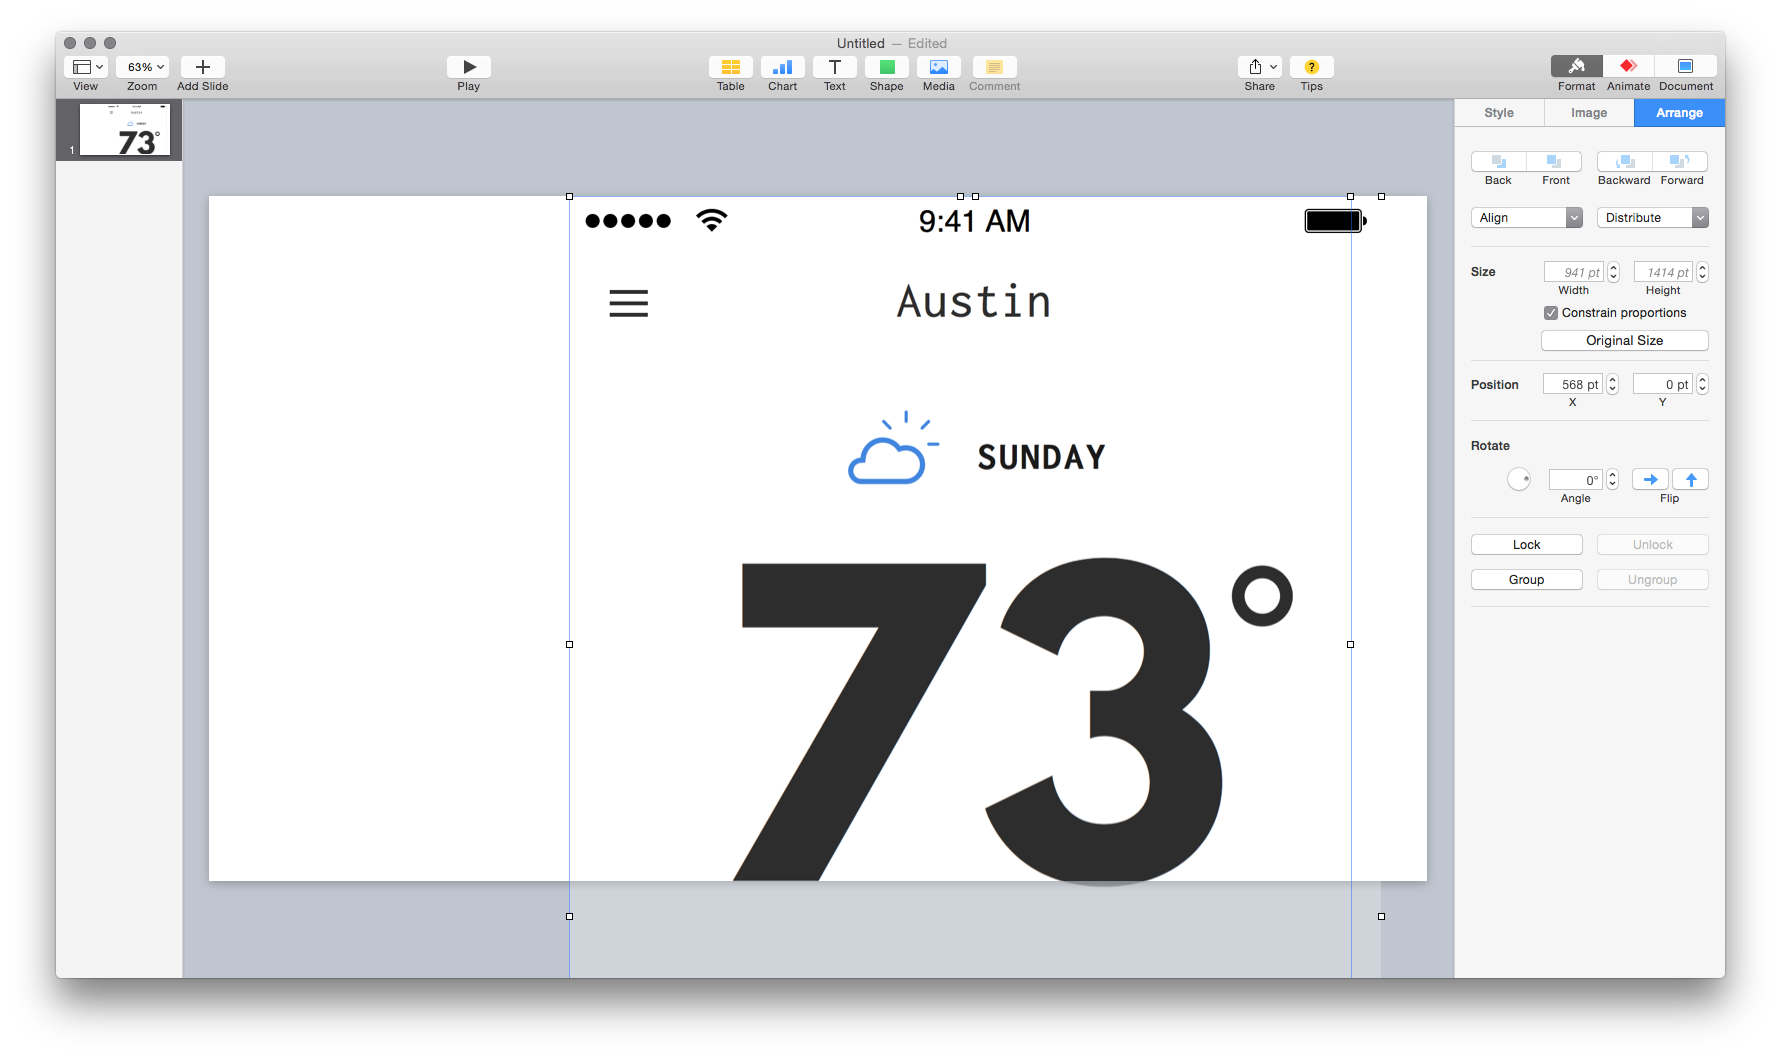 Untitled — Edited
63%
View Zoom Add Slide Play Table Chart Text Shape Media Comment Share Tips Format Animate Document
Style Image Arrange
AUSTIN
SUNDAY
73°
1
9:41 AM
Austin
SUNDAY
73°
Back Front Backward Forward
Align Distribute
Size 941 pt 1414 pt
Width Height
Constrain proportions
Original Size
Position 568 pt 0 pt
X Y
Rotate
0°
Angle Flip
Lock Unlock
Group Ungroup